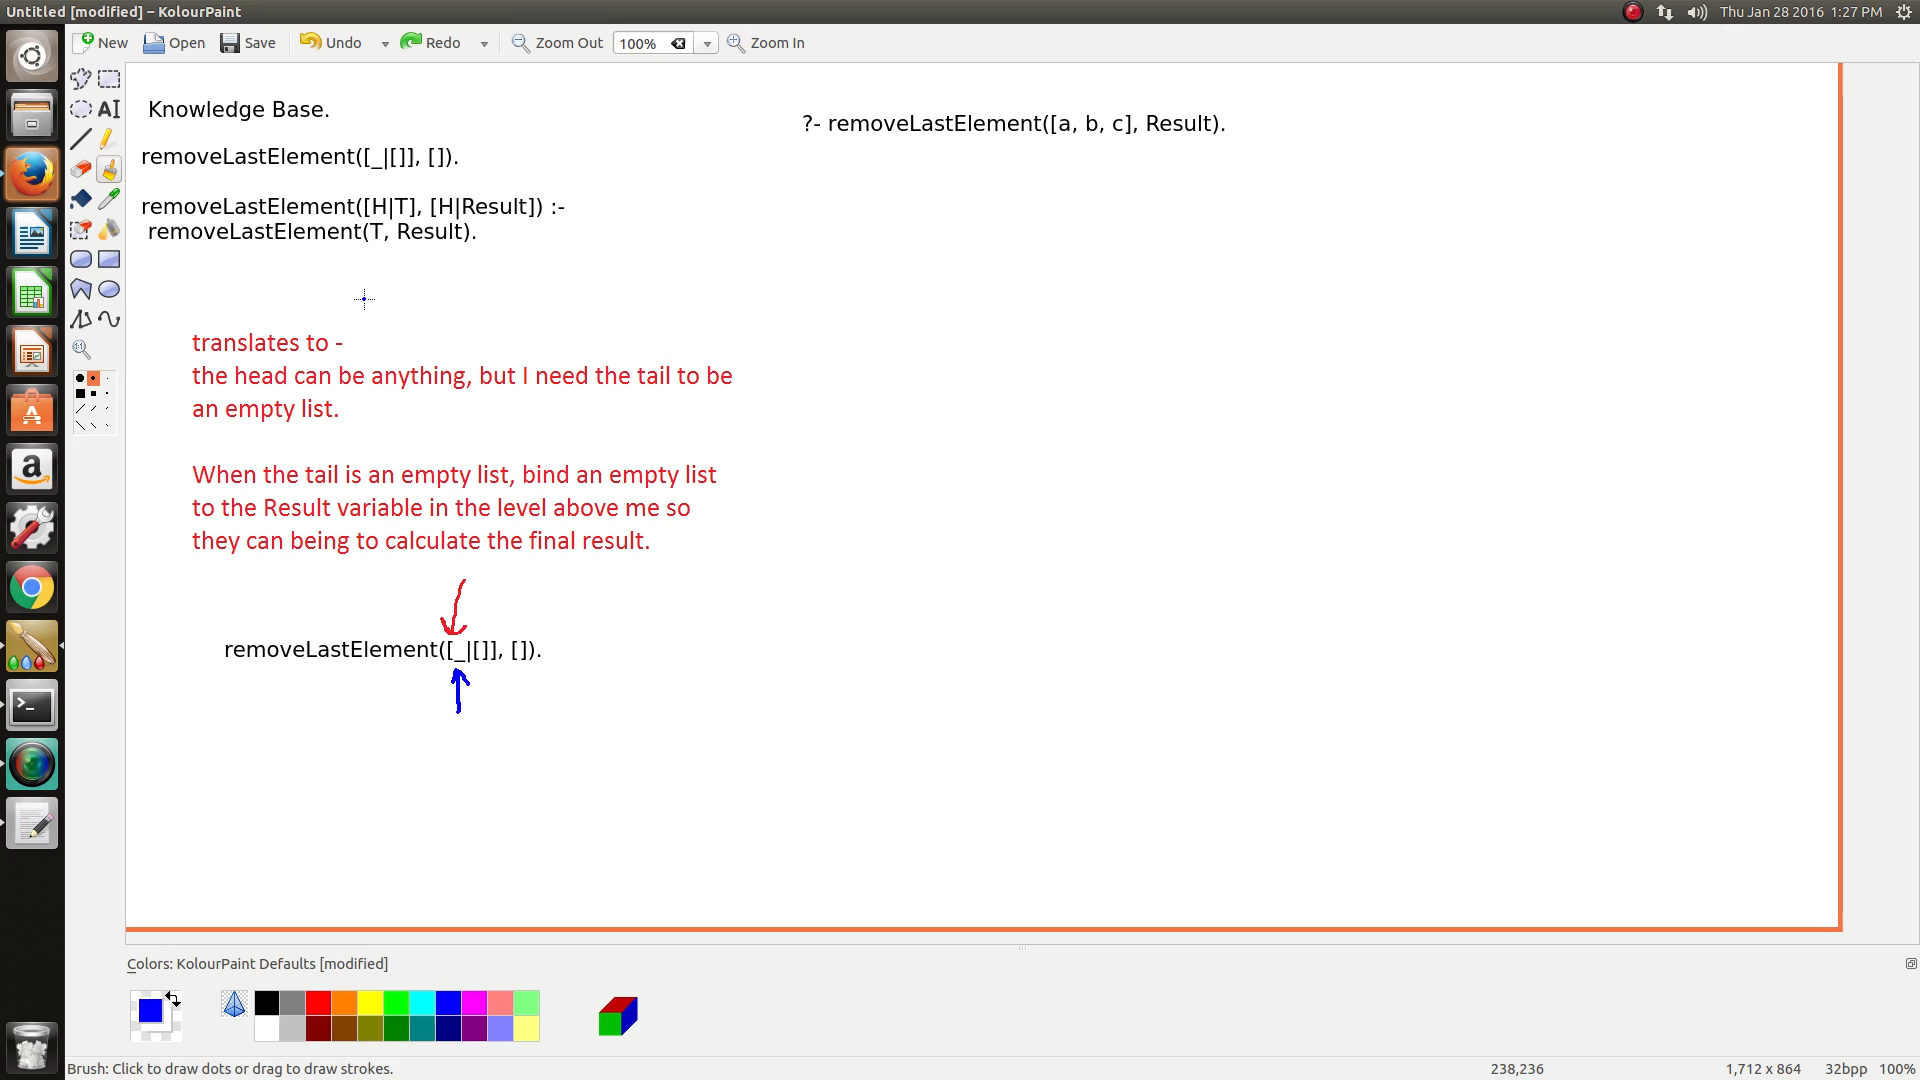 Untitled [modified] – KolourPaint
Thu Jan 28 2016 1:27 PM
New Open Save Undo Redo Zoom Out 100% Zoom In
Knowledge Base.
?- removeLastElement([a, b, c], Result).
removeLastElement([_|[]], []).
removeLastElement([H|T], [H|Result]) :-
removeLastElement(T, Result).
translates to -
the head can be anything, but I need the tail to be
an empty list.
When the tail is an empty list, bind an empty list
to the Result variable in the level above me so
they can being to calculate the final result.
removeLastElement([_|[]], []).
Colors: KolourPaint Defaults [modified]
Brush: Click to draw dots or drag to draw strokes.
238,236
1,712 x 864
32bpp
100%